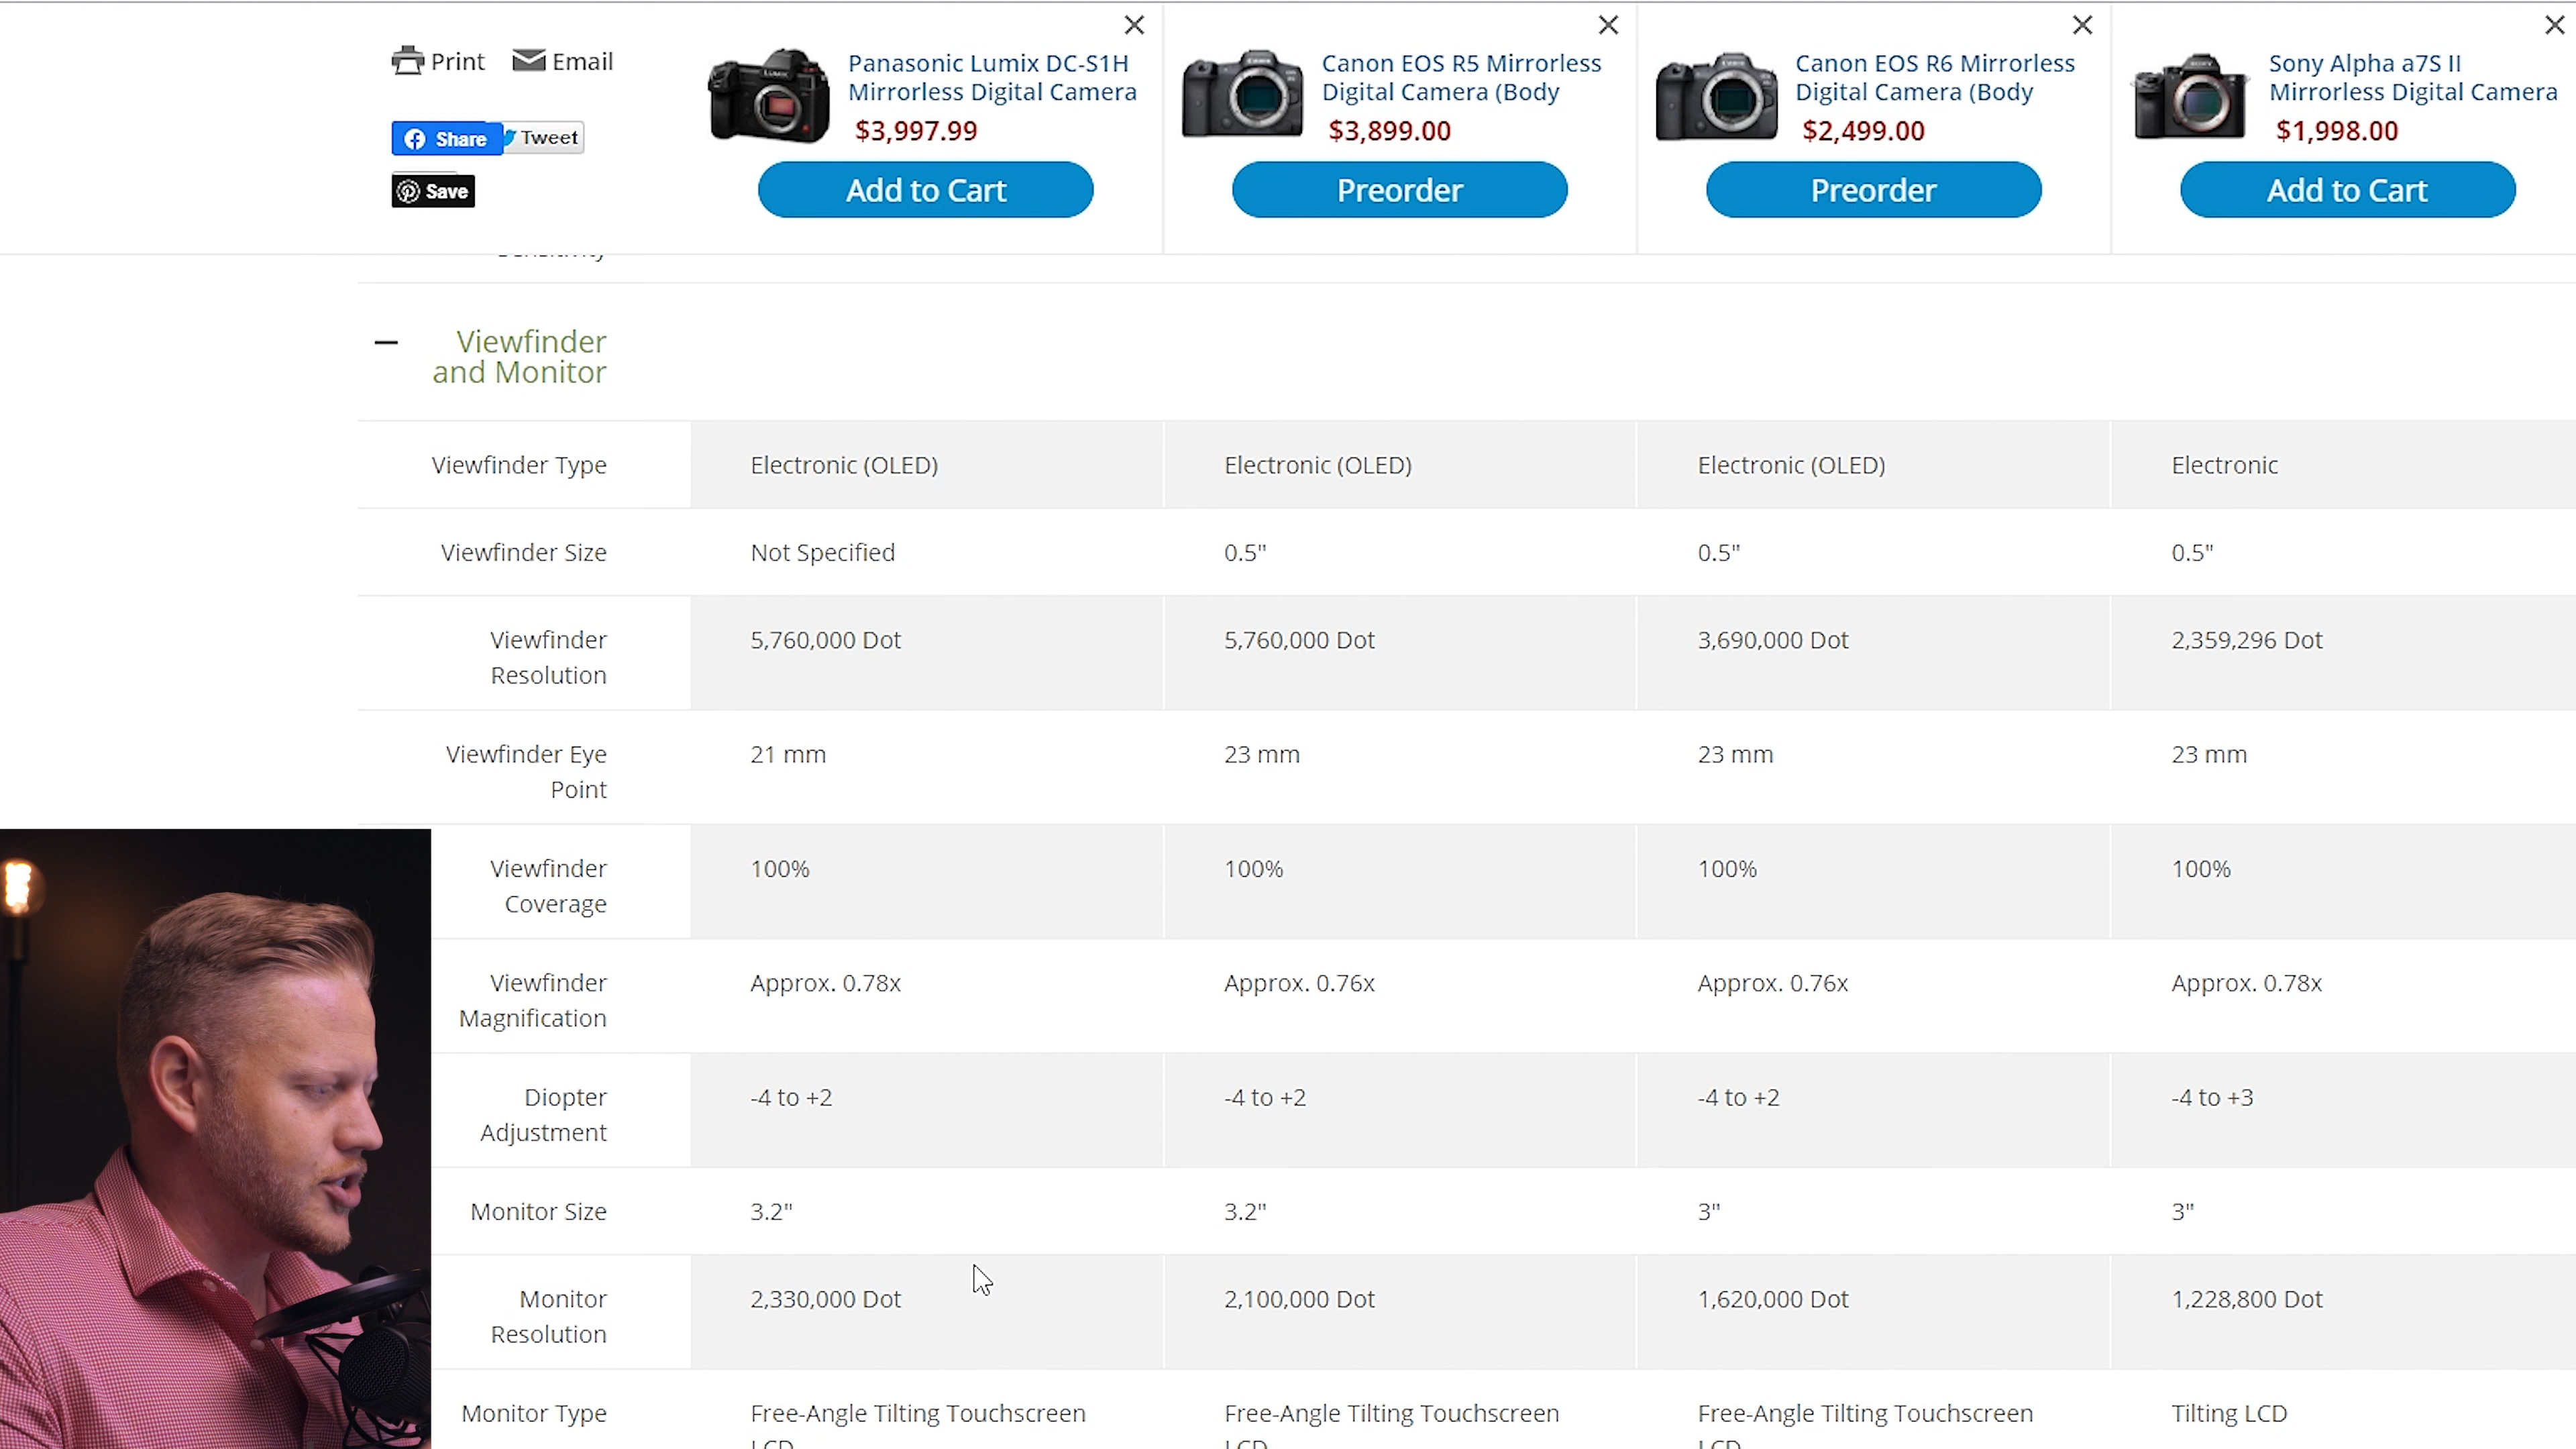 Print
Email
Share
Tweet
Save
Panasonic Lumix DC-S1H
Mirrorless Digital Camera
$3,997.99
Add to Cart
Canon EOS R5 Mirrorless
Digital Camera (Body
$3,899.00
Preorder
Canon EOS R6 Mirrorless
Digital Camera (Body
$2,499.00
Preorder
Sony Alpha a7S II
Mirrorless Digital Camera
$1,998.00
Add to Cart
Viewfinder
and Monitor
Viewfinder Type
Electronic (OLED)
Electronic (OLED)
Electronic (OLED)
Electronic
Viewfinder Size
Not Specified
0.5"
0.5"
0.5"
Viewfinder
Resolution
5,760,000 Dot
5,760,000 Dot
3,690,000 Dot
2,359,296 Dot
Viewfinder Eye
Point
21 mm
23 mm
23 mm
23 mm
Viewfinder
Coverage
100%
100%
100%
100%
Viewfinder
Magnification
Approx. 0.78x
Approx. 0.76x
Approx. 0.76x
Approx. 0.78x
Diopter
Adjustment
-4 to +2
-4 to +2
-4 to +2
-4 to +3
Monitor Size
3.2"
3.2"
3"
3"
Monitor
Resolution
2,330,000 Dot
2,100,000 Dot
1,620,000 Dot
1,228,800 Dot
Monitor Type
Free-Angle Tilting Touchscreen
LCD
Free-Angle Tilting Touchscreen
LCD
Free-Angle Tilting Touchscreen
LCD
Tilting LCD